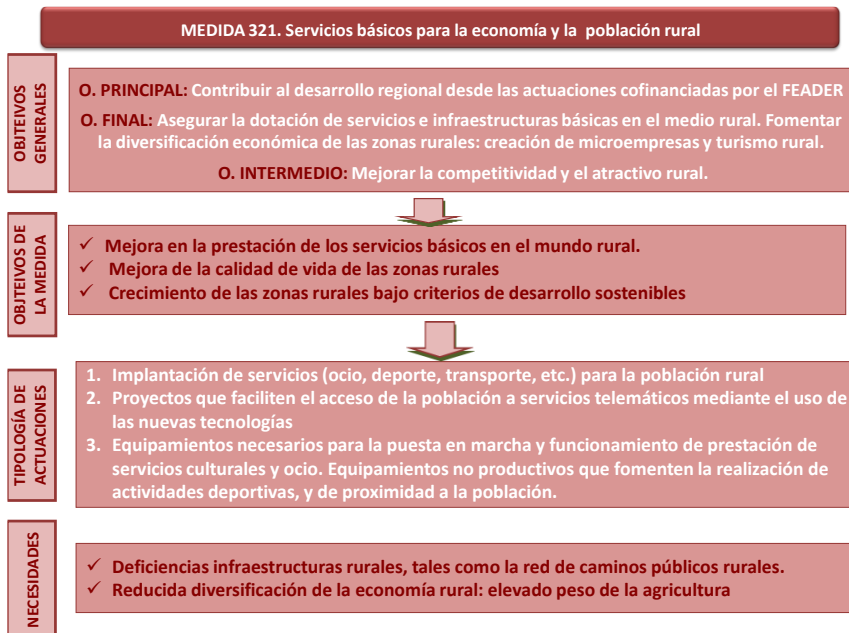 MEDIDA 321. Servicios básicos para la economía y la población rural
OBJTEIVOS
GENERALES
O. PRINCIPAL: Contribuir al desarrollo regional desde las actuaciones cofinanciadas por el FEADER
O. FINAL: Asegurar la dotación de servicios e infraestructuras básicas en el medio rural. Fomentar
la diversificación económica de las zonas rurales: creación de microempresas y turismo rural.
O. INTERMEDIO: Mejorar la competitividad y el atractivo rural.
OBJTEIVOS DE
LA MEDIDA
✓ Mejora en la prestación de los servicios básicos en el mundo rural.
✓ Mejora de la calidad de vida de las zonas rurales
✓ Crecimiento de las zonas rurales bajo criterios de desarrollo sostenibles
TIPOLOGÍA DE
ACTUACIONES
1. Implantación de servicios (ocio, deporte, transporte, etc.) para la población rural
2. Proyectos que faciliten el acceso de la población a servicios telemáticos mediante el uso de
las nuevas tecnologías
3. Equipamientos necesarios para la puesta en marcha y funcionamiento de prestación de
servicios culturales y ocio. Equipamientos no productivos que fomenten la realización de
actividades deportivas, y de proximidad a la población.
NECESIDADES
✓ Deficiencias infraestructuras rurales, tales como la red de caminos públicos rurales.
✓ Reducida diversificación de la economía rural: elevado peso de la agricultura